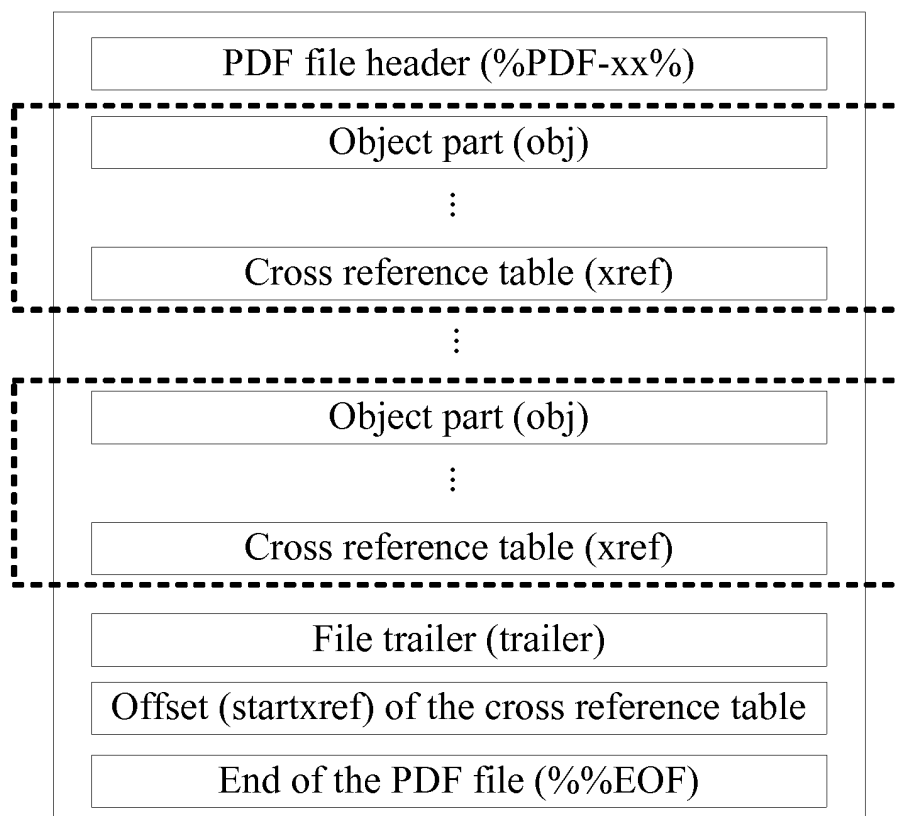 PDF file header (%PDF-xx%)
Object part (obj)
⋮
Cross reference table (xref)
⋮
Object part (obj)
⋮
Cross reference table (xref)
File trailer (trailer)
Offset (startxref) of the cross reference table
End of the PDF file (%%EOF)